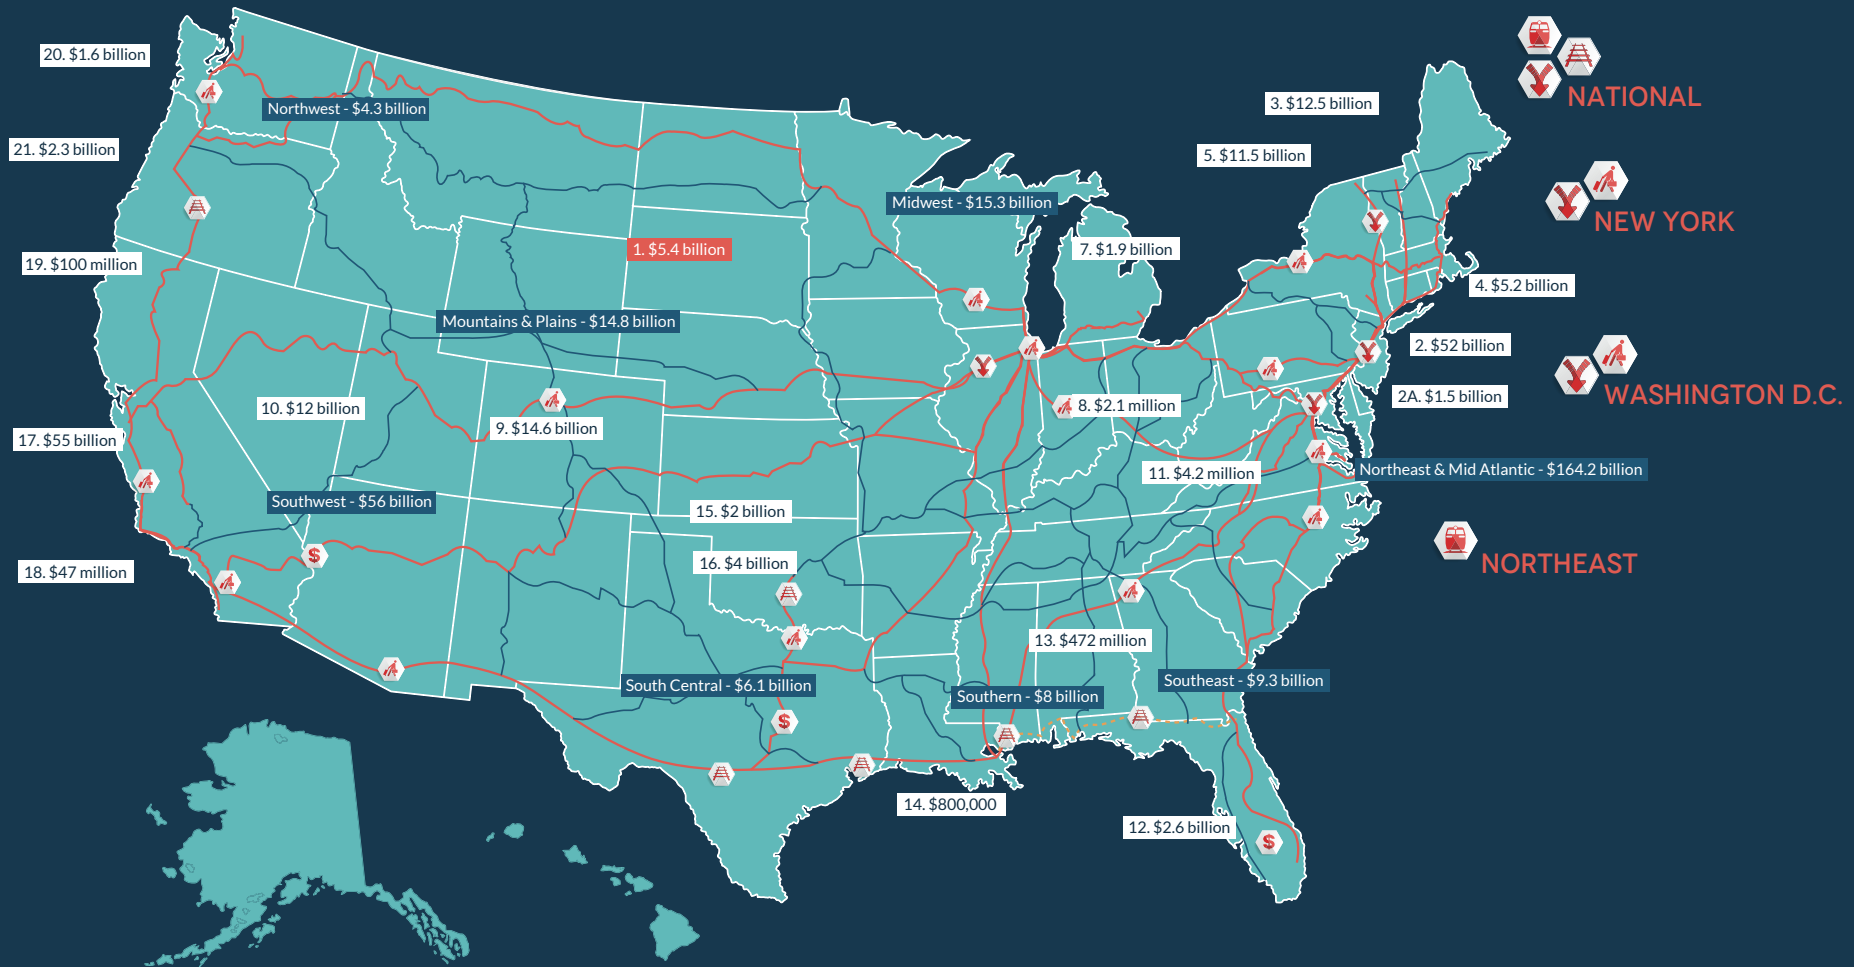 20. $1.6 billion
NATIONAL
3. $12.5 billion
Northwest - $4.3 billion
21. $2.3 billion
5. $11.5 billion
Midwest - $15.3 billion
NEW YORK
1. $5.4 billion
7. $1.9 billion
19. $100 million
4. $5.2 billion
Mountains & Plains - $14.8 billion
2. $52 billion
WASHINGTON D.C.
2A. $1.5 billion
10. $12 billion
8. $2.1 million
9. $14.6 billion
17. $55 billion
Northeast & Mid Atlantic - $164.2 billion
11. $4.2 million
Southwest - $56 billion
15. $2 billion
$
16. $4 billion
NORTHEAST
18. $47 million
13. $472 million
South Central - $6.1 billion
Southeast - $9.3 billion
Southern - $8 billion
$
14. $800,000
12. $2.6 billion
$